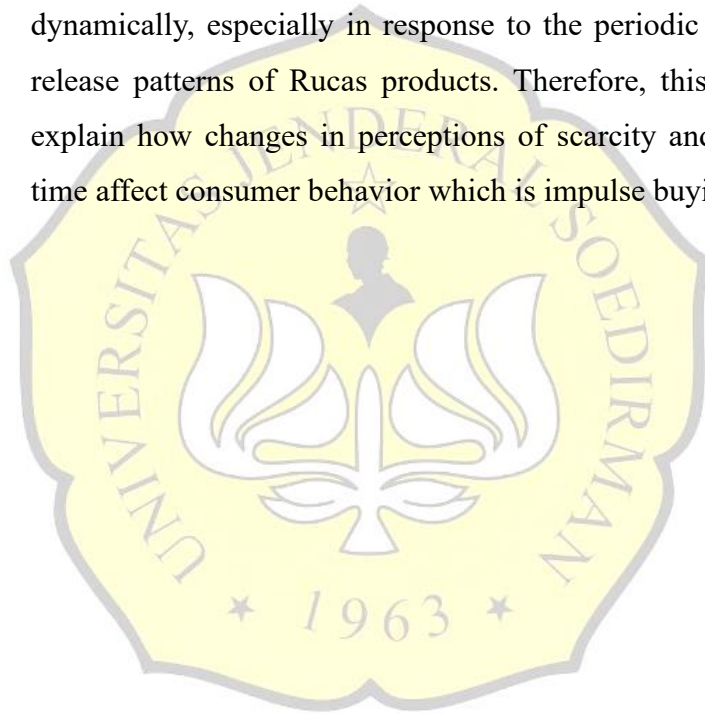 dynamically, especially in response to the periodic
release patterns of Rucas products. Therefore, this
explain how changes in perceptions of scarcity and
time affect consumer behavior which is impulse buyi
UNIVERSITAS JENDERAL SOEDIRMAN
1963